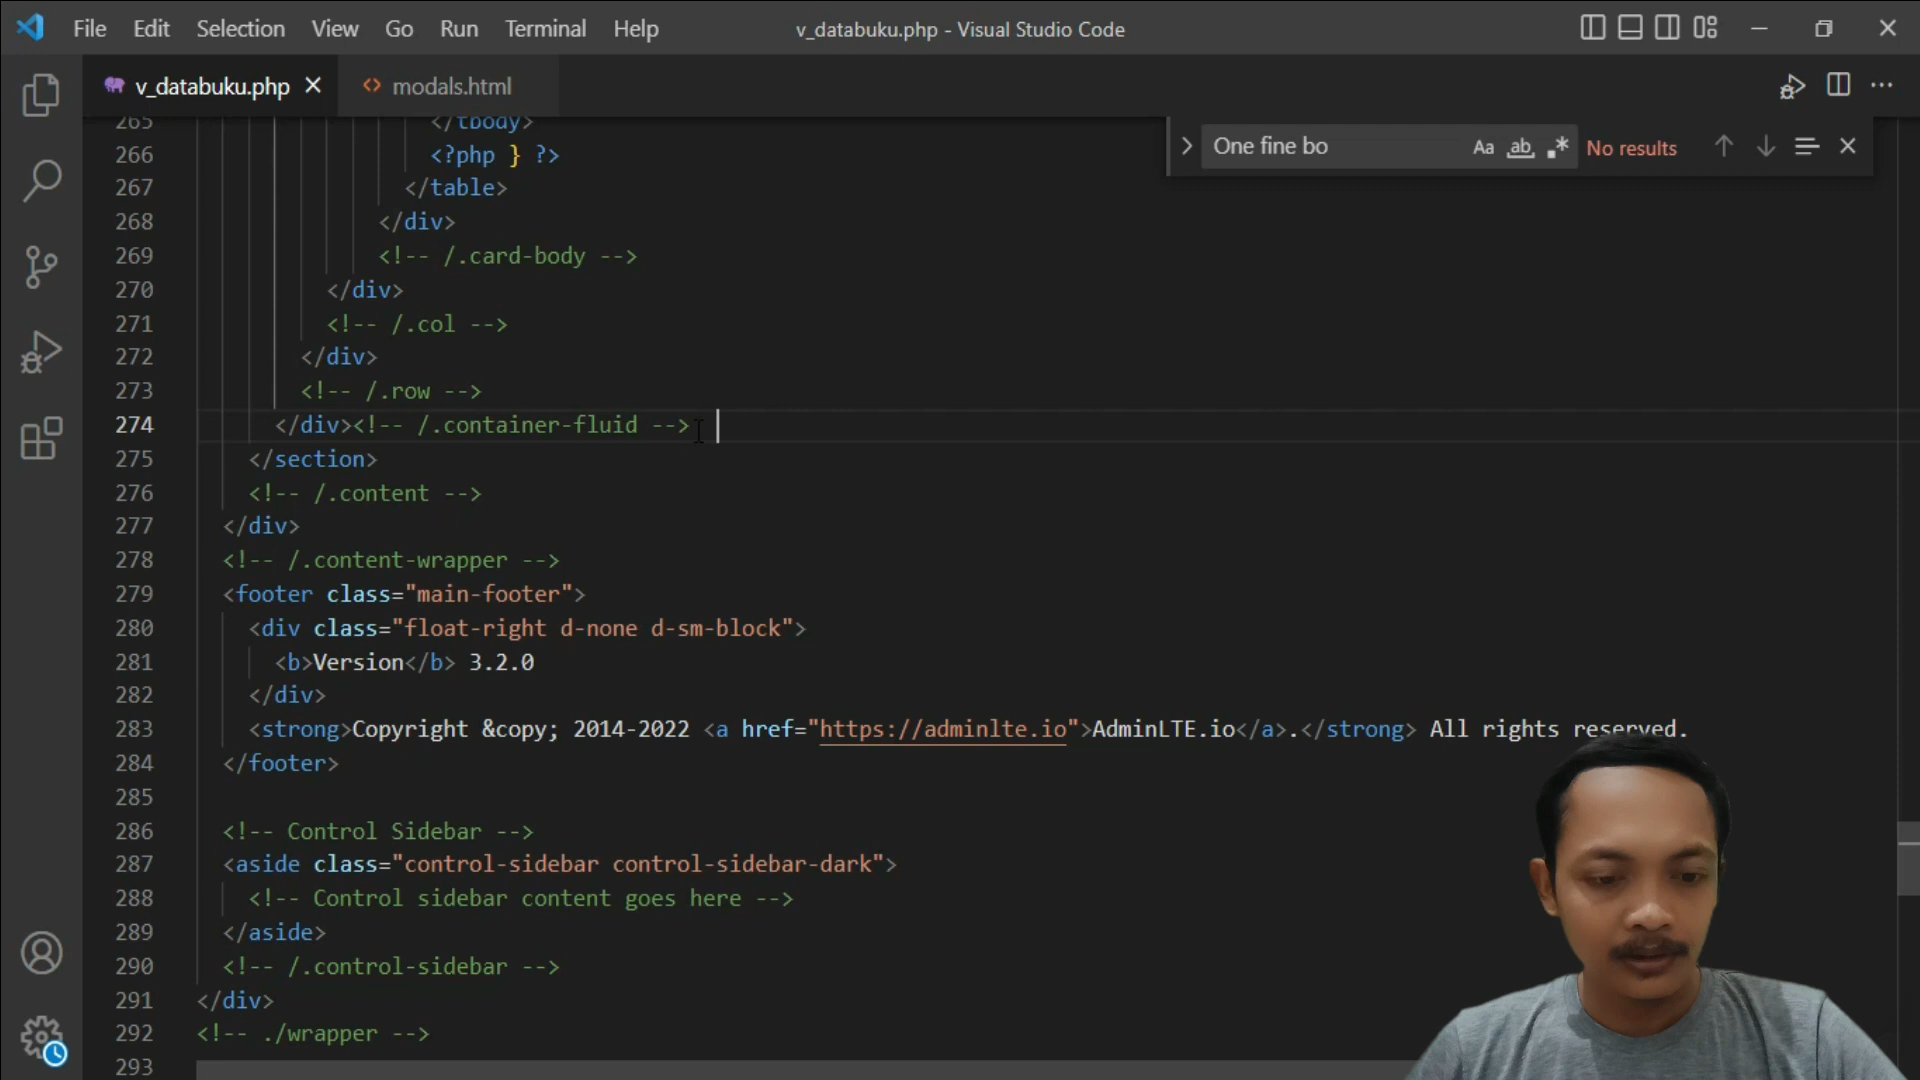 File Edit Selection View Go Run Terminal Help
v_databuku.php - Visual Studio Code
v_databuku.php
modals.html
One fine bo
Aa ab .* No results
265 </tbody>
266 <?php } ?>
267 </table>
268 </div>
269 <!-- /.card-body -->
270 </div>
271 <!-- /.col -->
272 </div>
273 <!-- /.row -->
274 </div><!-- /.container-fluid -->
275 </section>
276 <!-- /.content -->
277 </div>
278 <!-- /.content-wrapper -->
279 <footer class="main-footer">
280 <div class="float-right d-none d-sm-block">
281 <b>Version</b> 3.2.0
282 </div>
283 <strong>Copyright &copy; 2014-2022 <a href="https://adminlte.io">AdminLTE.io</a>.</strong> All rights reserved.
284 </footer>
285
286 <!-- Control Sidebar -->
287 <aside class="control-sidebar control-sidebar-dark">
288 <!-- Control sidebar content goes here -->
289 </aside>
290 <!-- /.control-sidebar -->
291 </div>
292 <!-- ./wrapper -->
293